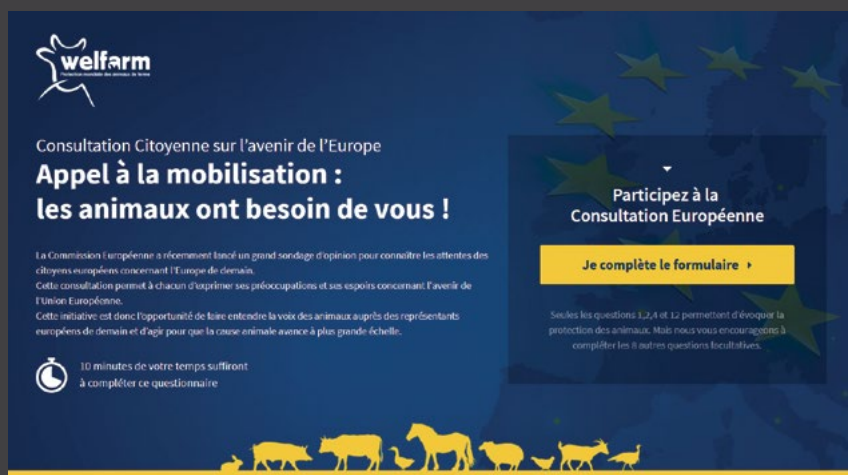 welfarm
Protection mondiale des animaux de ferme
Consultation Citoyenne sur l'avenir de l'Europe
Appel à la mobilisation :
les animaux ont besoin de vous !
La Commission Européenne a récemment lancé un grand sondage d'opinion pour connaître les attentes des
citoyens européens concernant l'Europe de demain.
Cette consultation permet à chacun d'exprimer ses préoccupations et ses espoirs concernant l'avenir de
l'Union Européenne.
Cette initiative est donc l'opportunité de faire entendre la voix des animaux auprès des représentants
européens de demain et d'agir pour que la cause animale avance à plus grande échelle.
10 minutes de votre temps suffiront
à compléter ce questionnaire
Participez à la
Consultation Européenne
Je complète le formulaire
Seules les questions 1,2,4 et 12 permettent d'évoquer la
protection des animaux. Mais nous vous encourageons à
compléter les 8 autres questions facultatives.